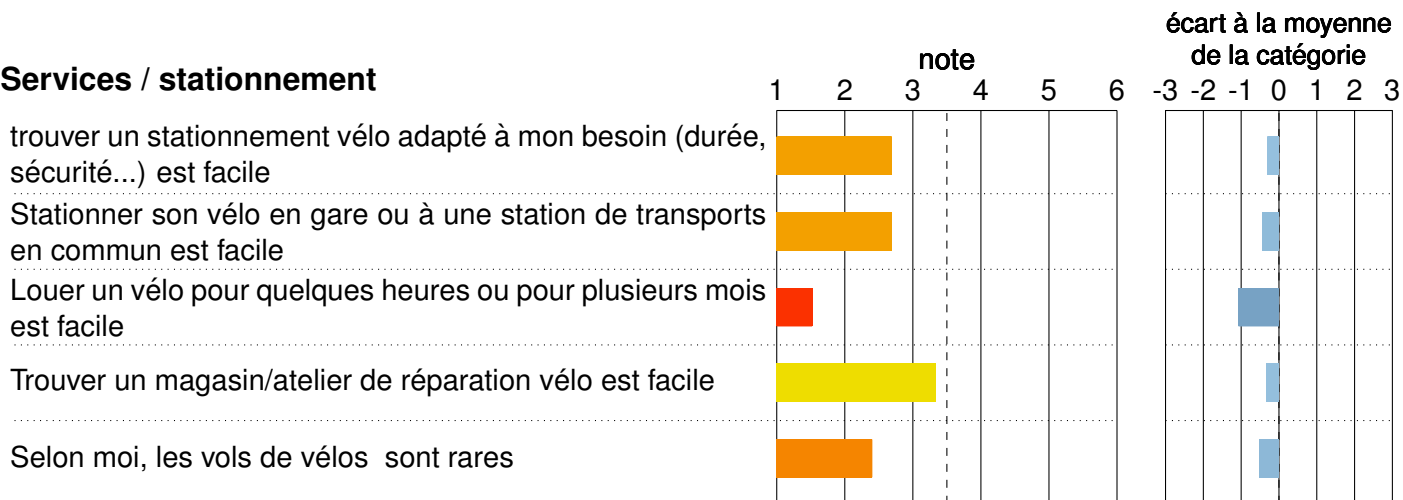 écart à la moyenne
note de la catégorie
Services / stationnement
1 2 3 4 5 6 -3 -2 -1 0 1 2 3
trouver un stationnement vélo adapté à mon besoin (durée,
sécurité...) est facile
Stationner son vélo en gare ou à une station de transports
en commun est facile
Louer un vélo pour quelques heures ou pour plusieurs mois
est facile
Trouver un magasin/atelier de réparation vélo est facile
Selon moi, les vols de vélos  sont rares